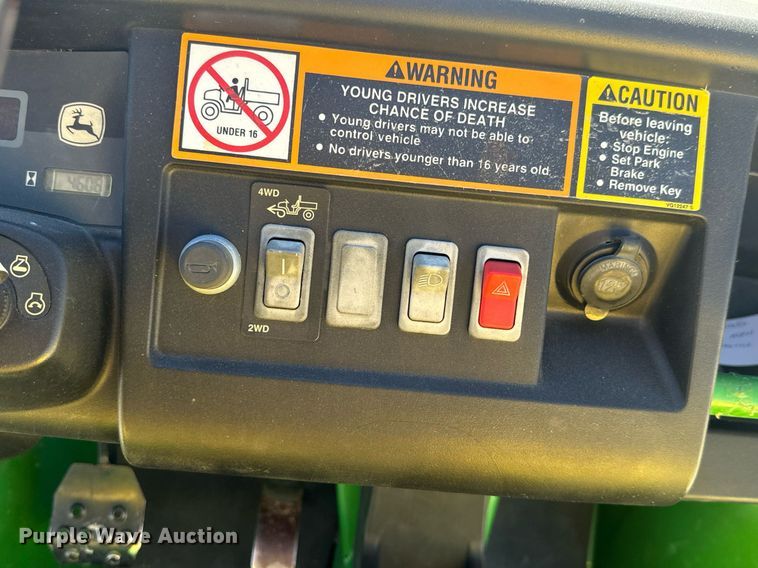 WARNING
YOUNG DRIVERS INCREASE
CHANCE OF DEATH
● Young drivers may not be able to
control vehicle
● No drivers younger than 16 years old
UNDER 16
CAUTION
Before leaving
vehicle:
● Stop Engine
● Set Park
Brake
● Remove Key
4WD
2WD
MARINCO
12V
Purple Wave Auction